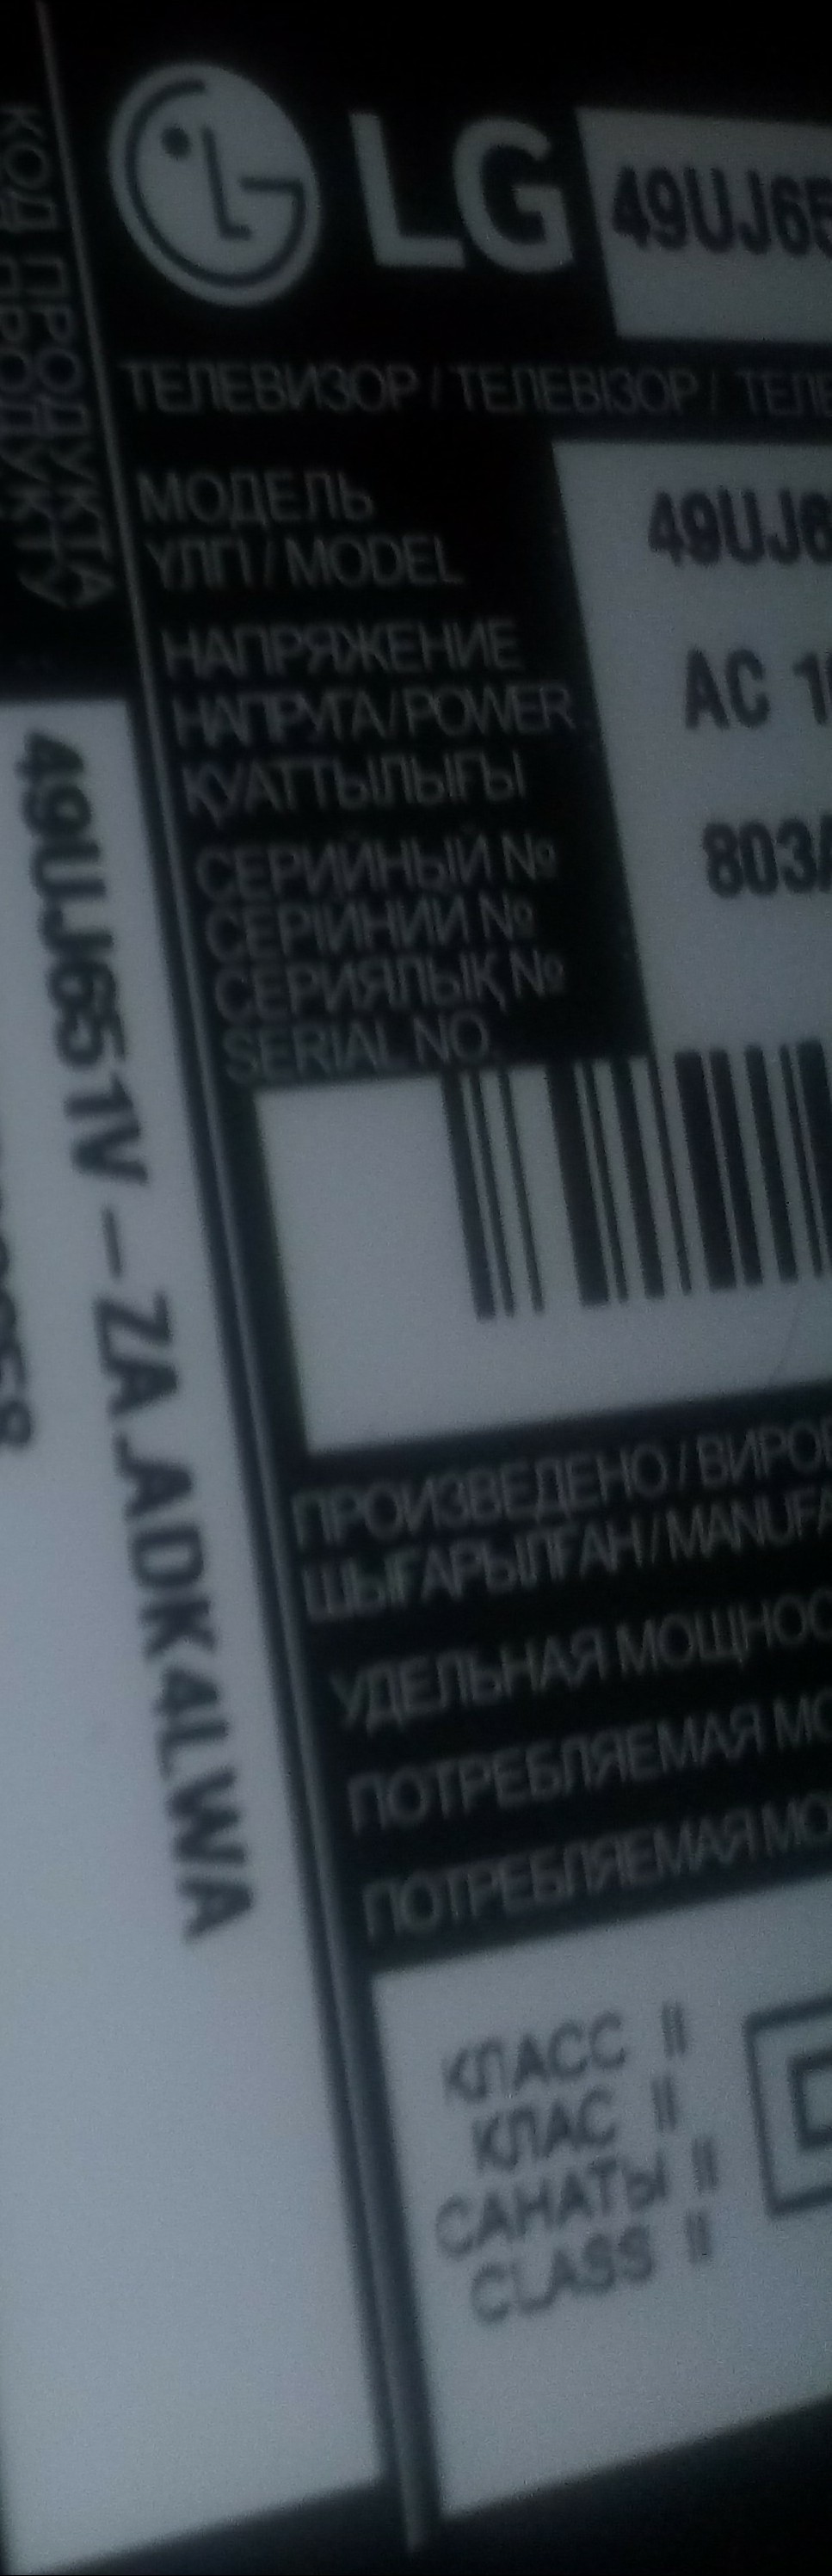 КОД ПРОДУКТА
КОД ПРОДУКТУ
49UJ651V-ZA.ADK4LWA
LG 49UJ65
ТЕЛЕВИЗОР / ТЕЛЕВІЗОР / ТЕЛЕ
МОДЕЛЬ 49UJ6
ҮЛГІ / MODEL
НАПРЯЖЕНИЕ AC 1
НАПРУГА/POWER
ҚУАТТЫЛЫҒЫ
СЕРИЙНЫЙ № 803
СЕРІЙНИЙ №
СЕРИЯЛЫҚ №
SERIAL NO.
ПРОИЗВЕДЕНО / ВИРО
ШЫҒАРЫЛҒАН / MANUFA
УДЕЛЬНАЯ МОЩНОС
ПОТРЕБЛЯЕМАЯ МО
ПОТРЕБЛЯЕМАЯ МО
КЛАСС II
КЛАС II
САНАТЫ II
CLASS II